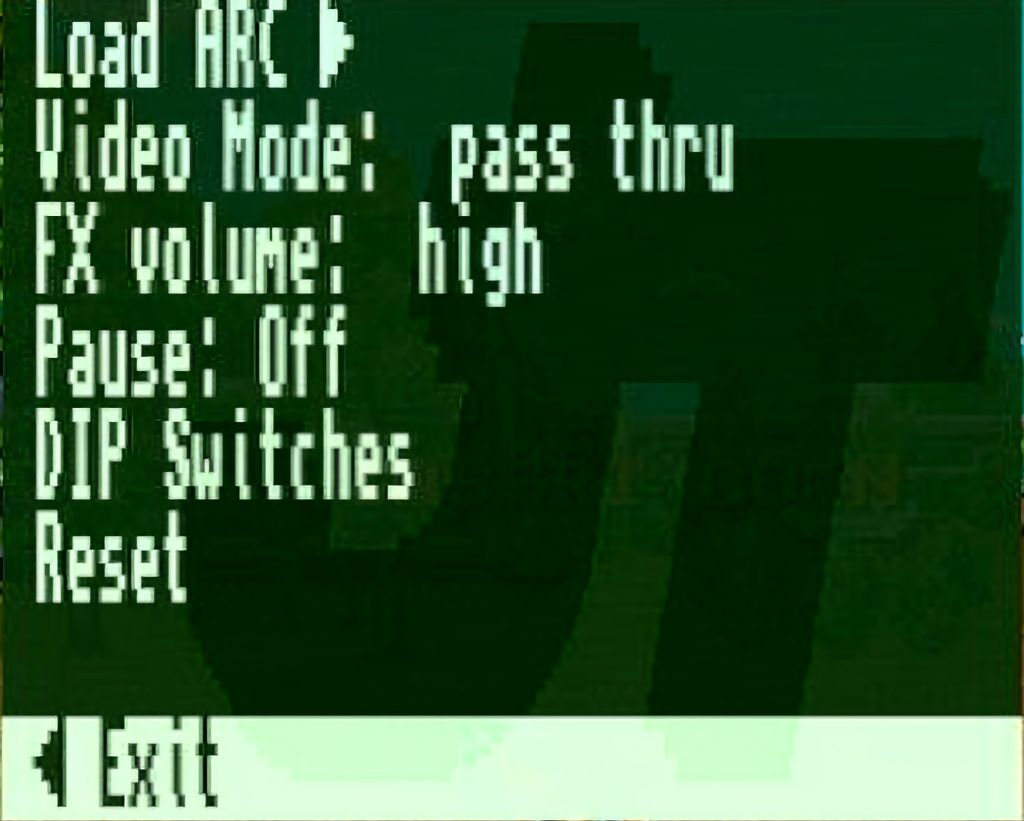 Load ARC
Video Mode: pass thru
FX volume: high
Pause: Off
DIP Switches
Reset
Exit